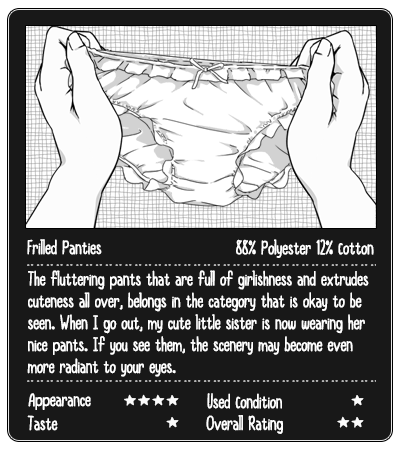 Frilled Panties 88% Polyester 12% Cotton
The fluttering pants that are full of girlishness and extrudes
cuteness all over, belongs in the category that is okay to be
seen. When I go out, my cute little sister is now wearing her
nice pants. If you see them, the scenery may become even
more radiant to your eyes.
Appearance ★★★★ Used Condition ★
Taste ★ Overall Rating ★★